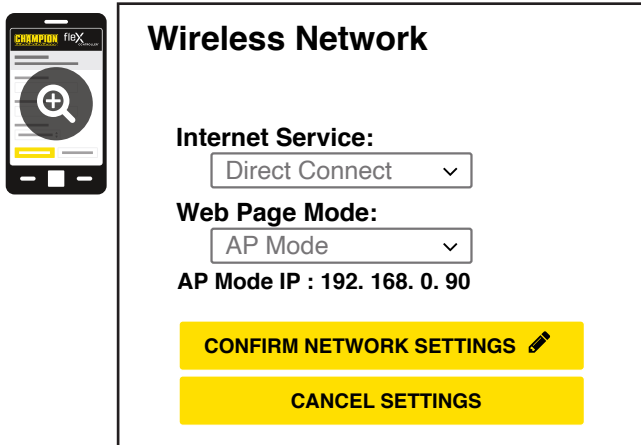 CHAMPION fleX
CONTROLLER
Wireless Network
Internet Service:
Direct Connect
Web Page Mode:
AP Mode
AP Mode IP : 192. 168. 0. 90
CONFIRM NETWORK SETTINGS
CANCEL SETTINGS